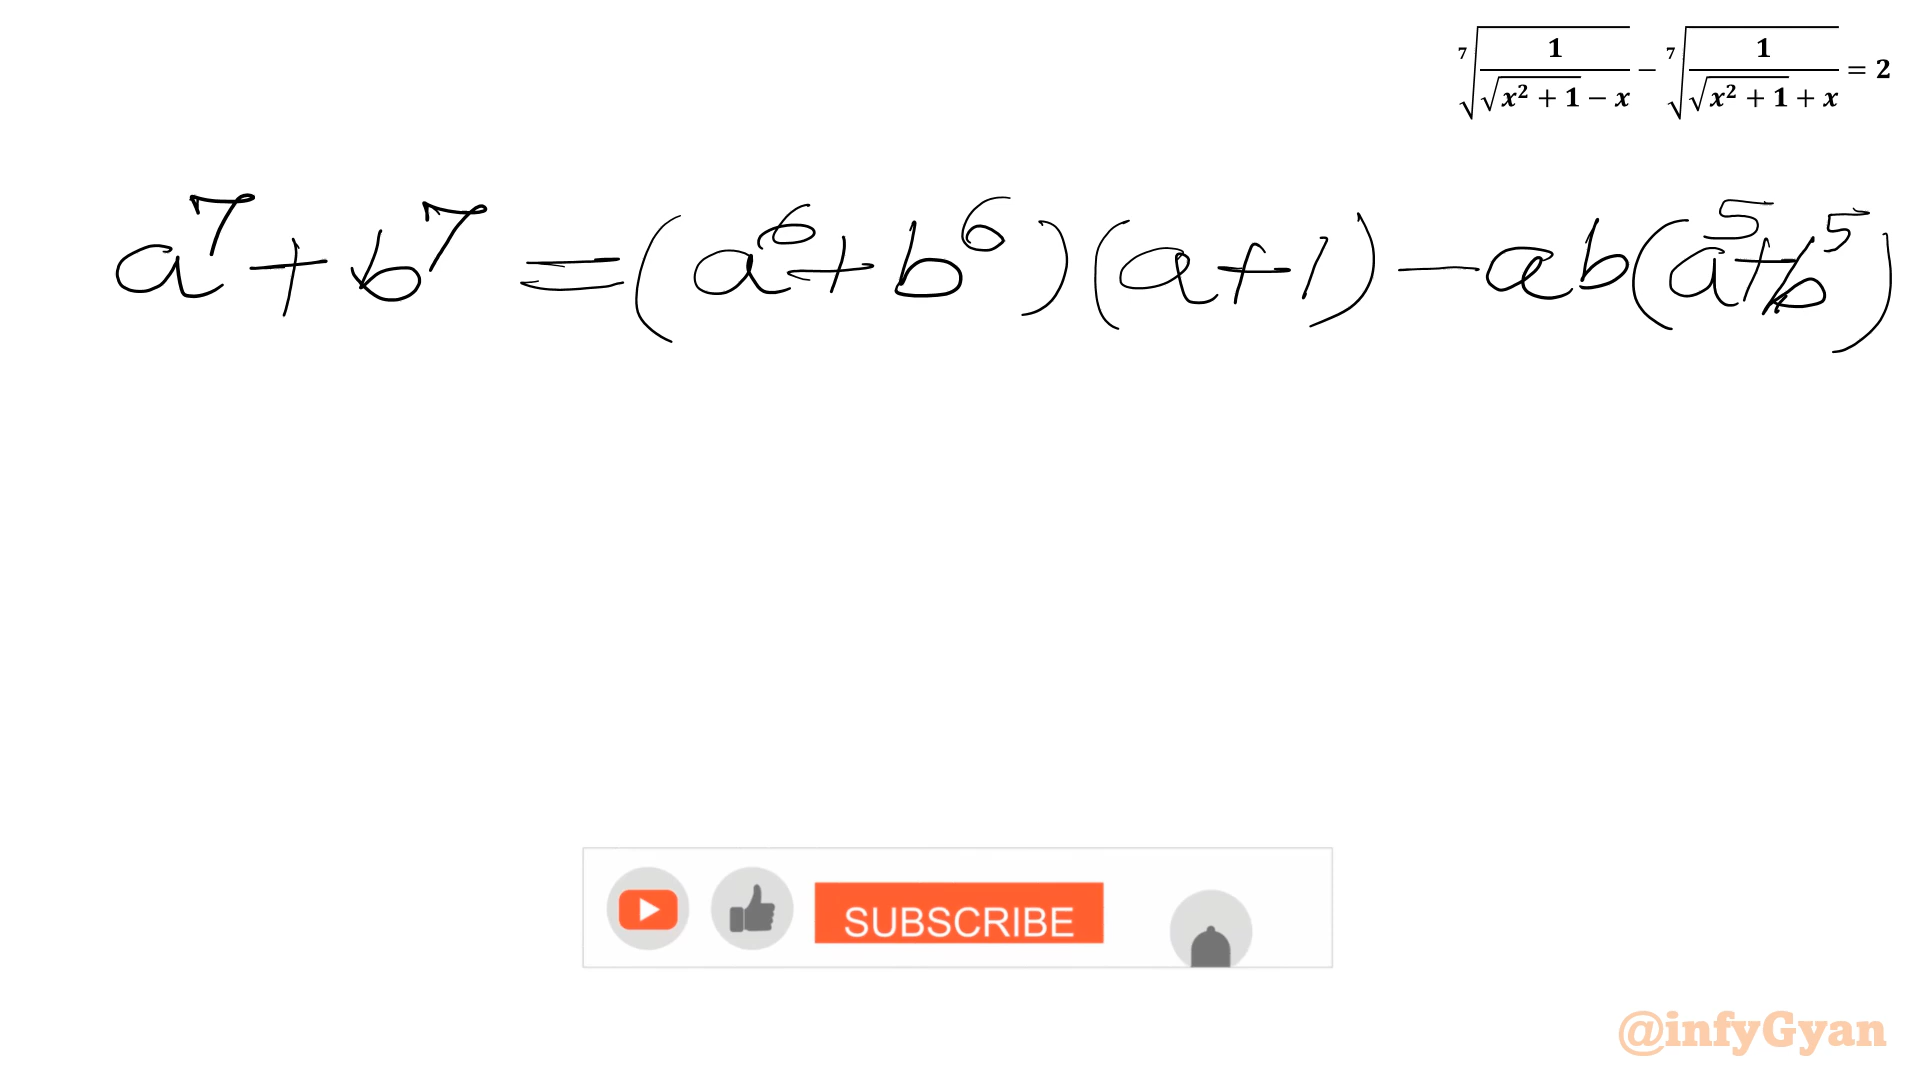 ⁷√(1/(√(x² + 1) − x)) − ⁷√(1/(√(x² + 1) + x)) = 2
a⁷ + b⁷ = (a⁶ + b⁶)(a + 1) − ab(a⁵ + b⁵)
SUBSCRIBE
@infyGyan